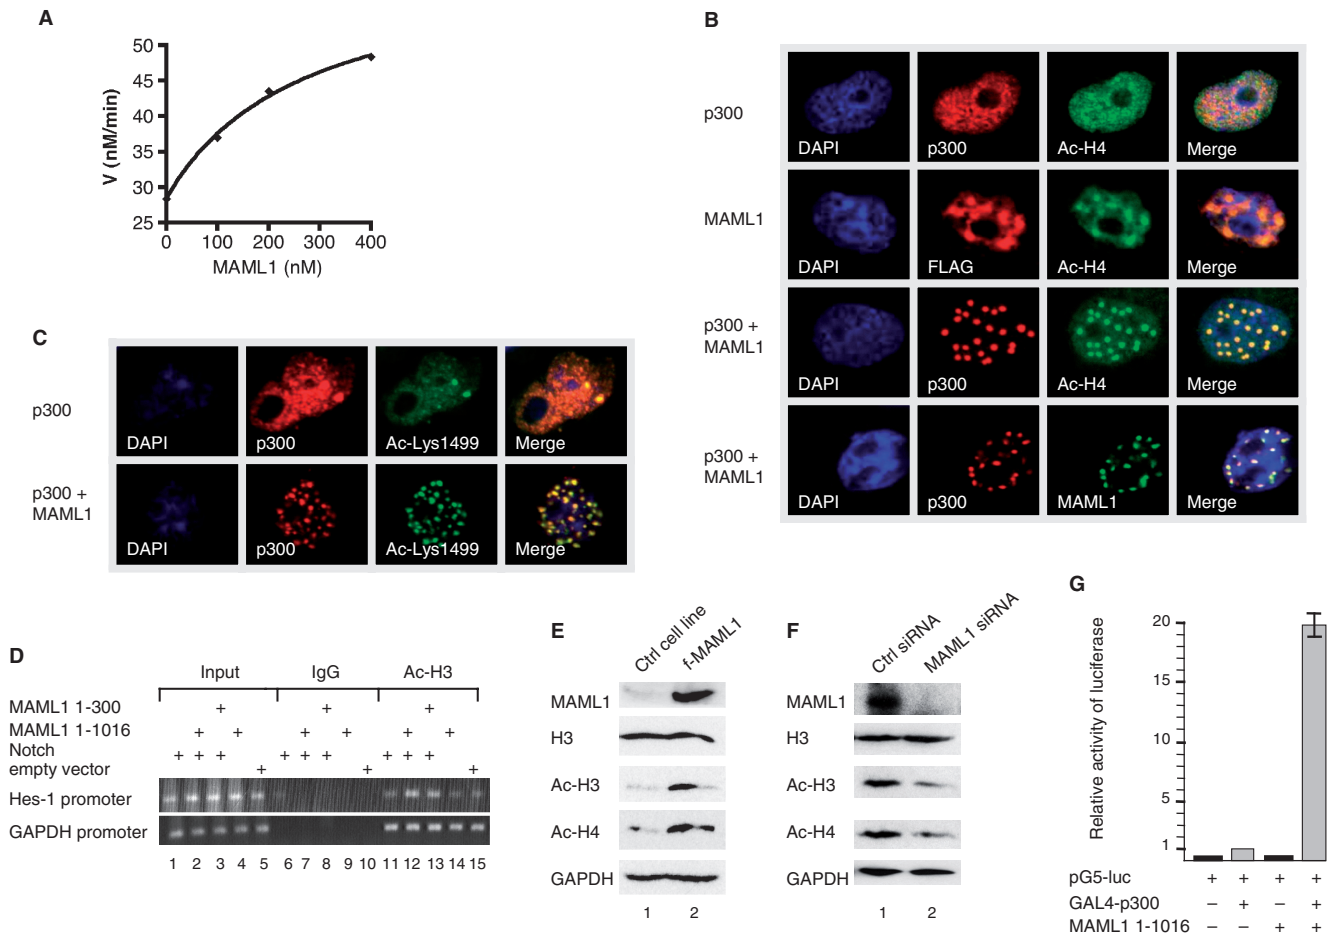 A
50
45
40
35
30
25
V (nM/min)
0 100 200 300 400
MAML1 (nM)
B
p300
DAPI p300 Ac-H4 Merge
MAML1
DAPI FLAG Ac-H4 Merge
p300 +
MAML1
DAPI p300 Ac-H4 Merge
p300 +
MAML1
DAPI p300 MAML1 Merge
C
p300
DAPI p300 Ac-Lys1499 Merge
p300 +
MAML1
DAPI p300 Ac-Lys1499 Merge
D
Input IgG Ac-H3
MAML1 1-300 + + +
MAML1 1-1016 + + + + + +
Notch + + + + + + + + +
empty vector + + +
Hes-1 promoter
GAPDH promoter
1 2 3 4 5 6 7 8 9 10 11 12 13 14 15
E
Ctrl cell line
f-MAML1
MAML1
H3
Ac-H3
Ac-H4
GAPDH
1 2
F
Ctrl siRNA
MAML1 siRNA
MAML1
H3
Ac-H3
Ac-H4
GAPDH
1 2
G
Relative activity of luciferase
20
15
10
5
1
pG5-luc + + + +
GAL4-p300 – + – +
MAML1 1-1016 – – + +